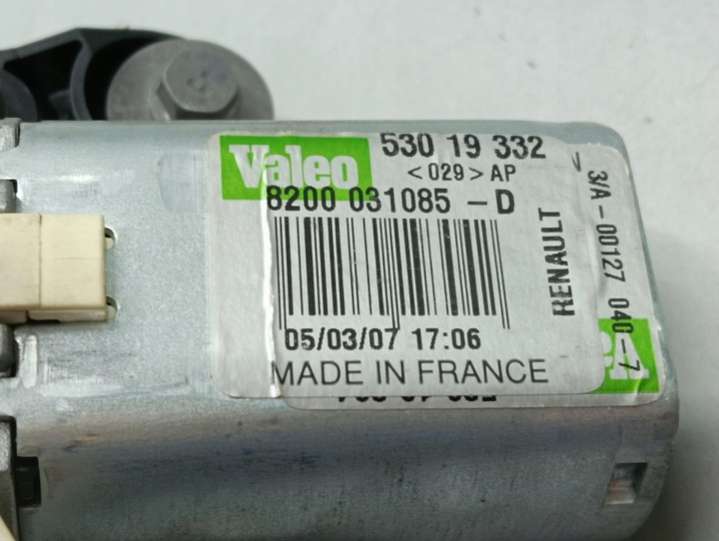 Valeo
530 19 332
<029> AP
8200 031085 - D
05/03/07 17:06
MADE IN FRANCE
RENAULT
3/A - 00127 040 - 7